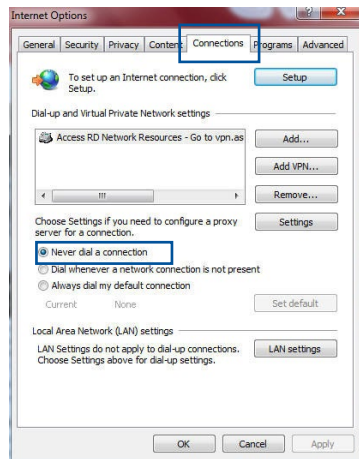 Internet Options
General Security Privacy Content Connections Programs Advanced
To set up an Internet connection, click
Setup.
Setup
Dial-up and Virtual Private Network settings
Access RD Network Resources - Go to vpn.as
Add...
Add VPN...
Remove...
Choose Settings if you need to configure a proxy
server for a connection.
Settings
Never dial a connection
Dial whenever a network connection is not present
Always dial my default connection
Current None
Set default
Local Area Network (LAN) settings
LAN Settings do not apply to dial-up connections.
Choose Settings above for dial-up settings.
LAN settings
OK Cancel Apply